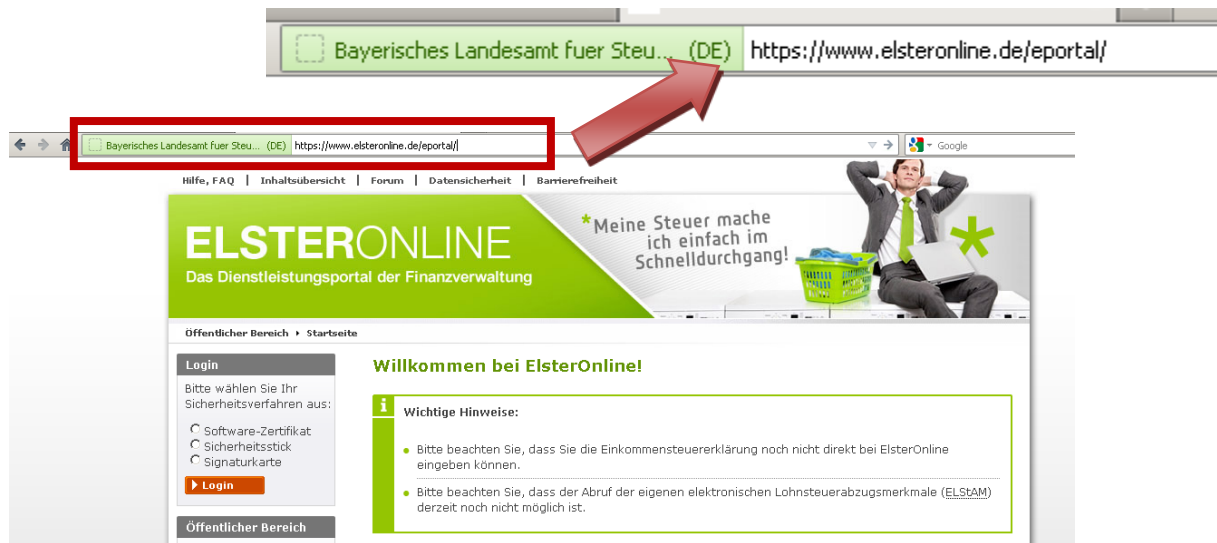 Bayerisches Landesamt fuer Steu... (DE) https://www.elsteronline.de/eportal/
Bayerisches Landesamt fuer Steu... (DE) https://www.elsteronline.de/eportal/
Google
Hilfe, FAQ | Inhaltsübersicht | Forum | Datensicherheit | Barrierefreiheit
*Meine Steuer mache
ich einfach im
Schnelldurchgang!
ELSTERONLINE
Das Dienstleistungsportal der Finanzverwaltung
Öffentlicher Bereich Startseite
Login
Bitte wählen Sie Ihr
Sicherheitsverfahren aus:
Software-Zertifikat
Sicherheitsstick
Signaturkarte
Login
Öffentlicher Bereich
Willkommen bei ElsterOnline!
i Wichtige Hinweise:
Bitte beachten Sie, dass Sie die Einkommensteuererklärung noch nicht direkt bei ElsterOnline
eingeben können.
Bitte beachten Sie, dass der Abruf der eigenen elektronischen Lohnsteuerabzugsmerkmale (ELStAM)
derzeit noch nicht möglich ist.